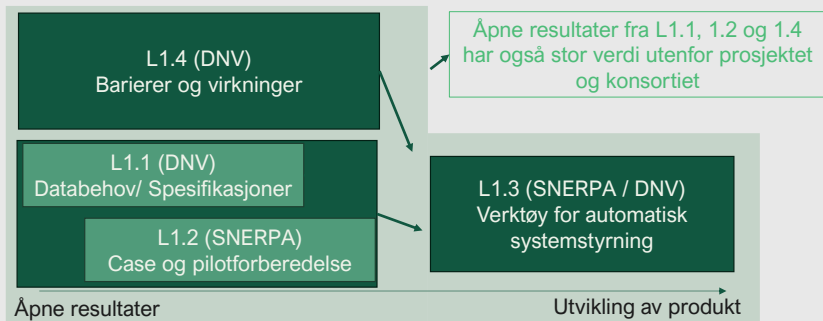 L1.4 (DNV)
Barierer og virkninger
Åpne resultater fra L1.1, 1.2 og 1.4
har også stor verdi utenfor prosjektet
og konsortiet
L1.1 (DNV)
Databehov/ Spesifikasjoner
L1.2 (SNERPA)
Case og pilotforberedelse
L1.3 (SNERPA / DNV)
Verktøy for automatisk
systemstyrning
Åpne resultater
Utvikling av produkt